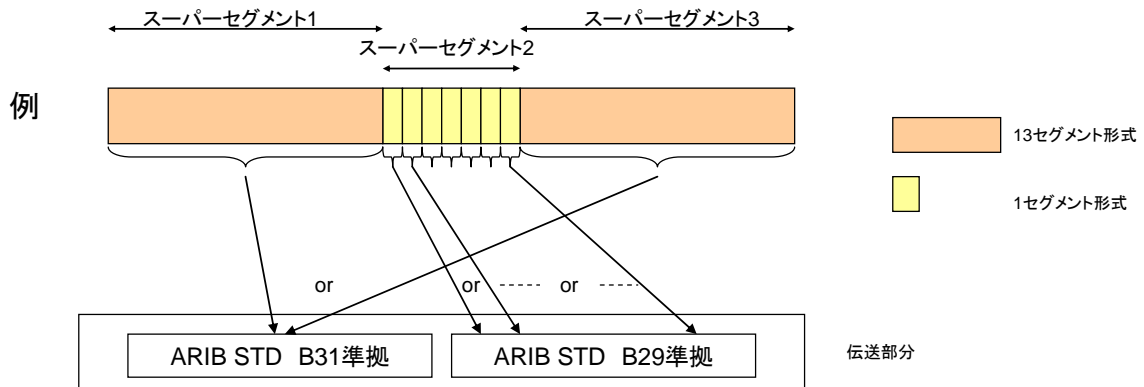 スーパーセグメント1
スーパーセグメント3
スーパーセグメント2
例
13セグメント形式
1セグメント形式
or
or
or
ARIB STD B31準拠
ARIB STD B29準拠
伝送部分